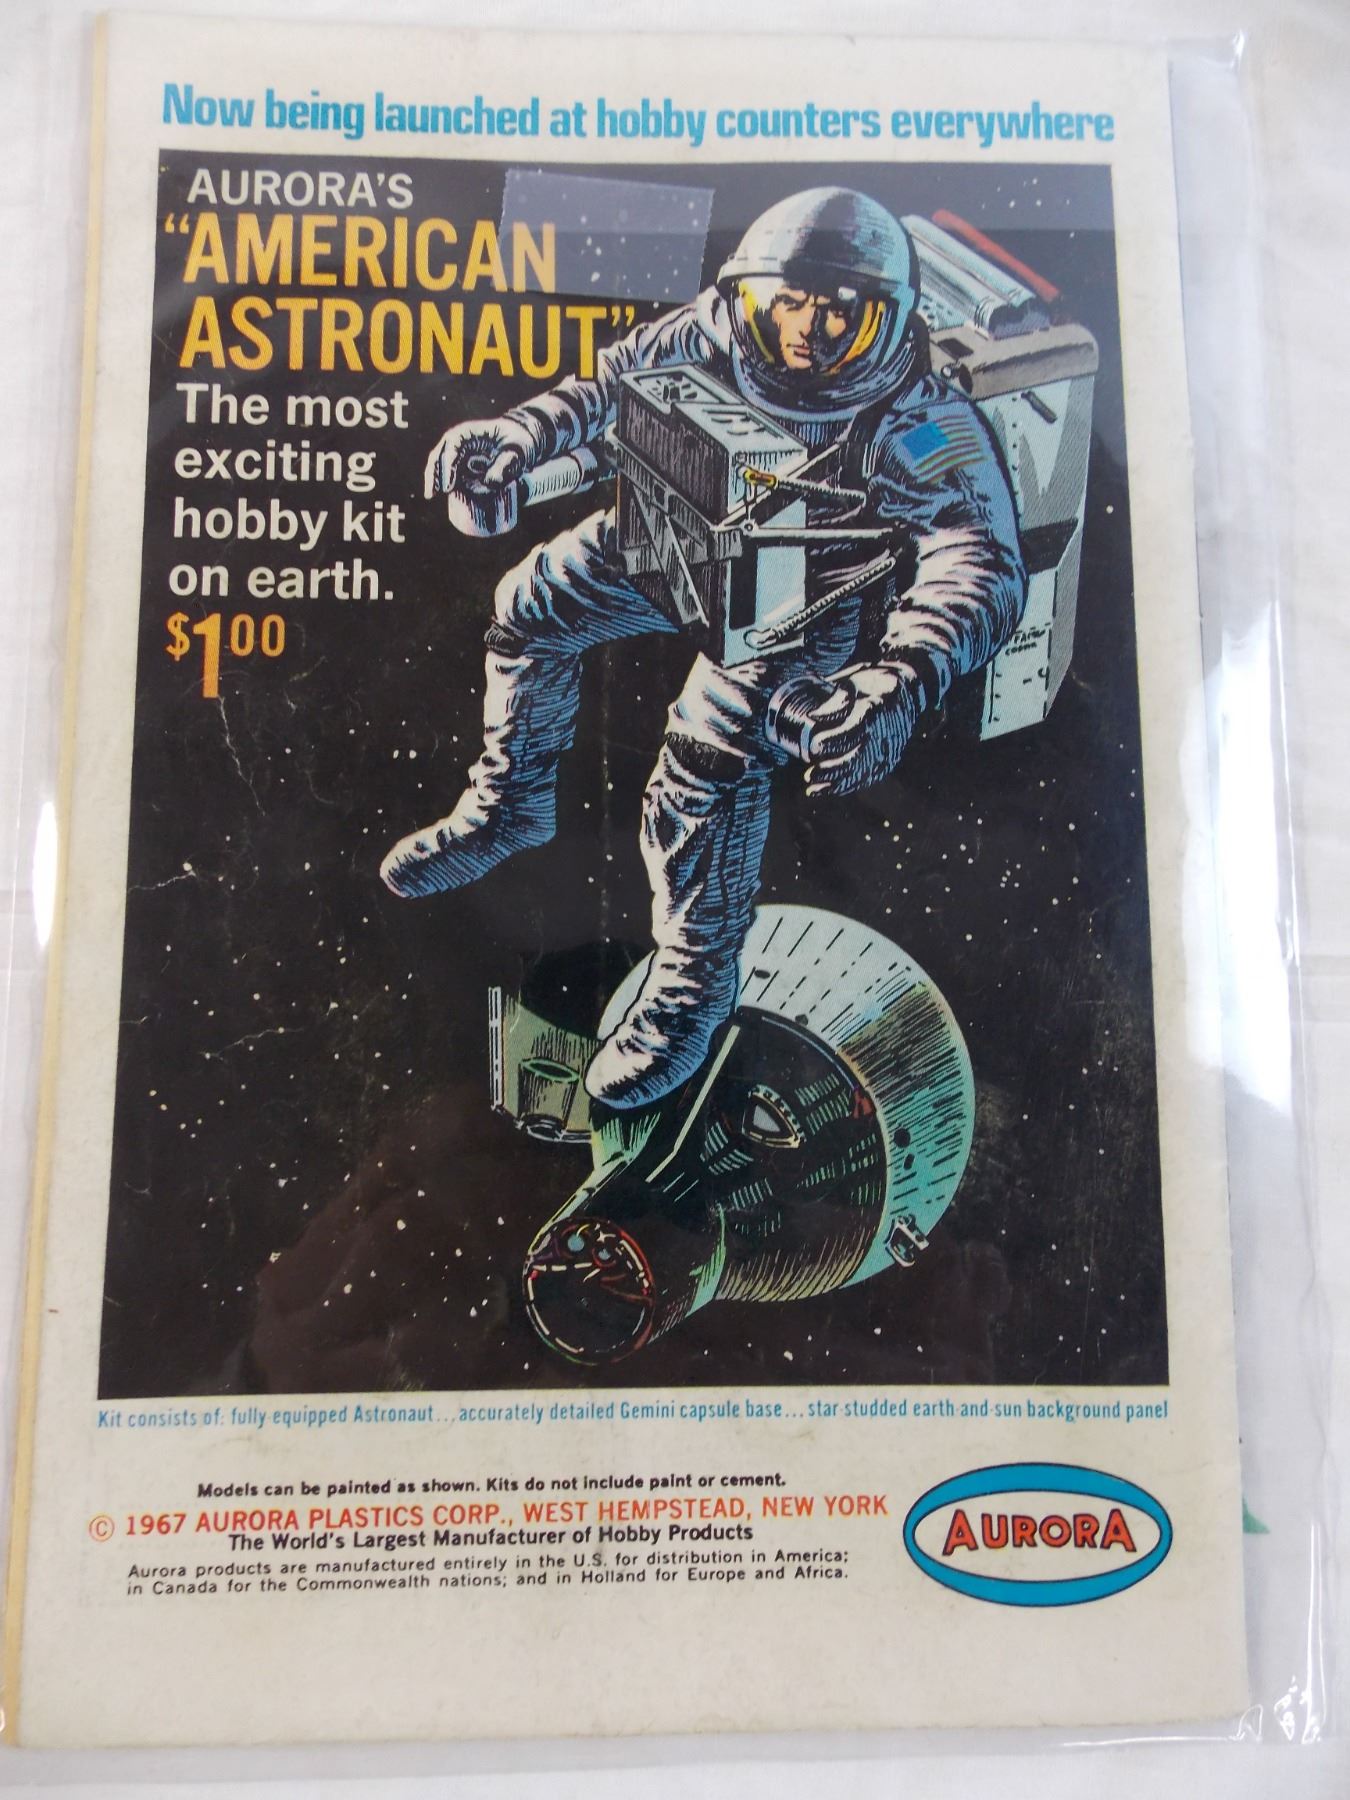 Now being launched at hobby counters everywhere
AURORA'S
"AMERICAN
ASTRONAUT"
The most
exciting
hobby kit
on earth.
$1.00
Kit consists of: fully-equipped Astronaut...accurately detailed Gemini capsule base...star-studded earth-and-sun background panel
Models can be painted as shown. Kits do not include paint or cement.
© 1967 AURORA PLASTICS CORP., WEST HEMPSTEAD, NEW YORK
The World's Largest Manufacturer of Hobby Products
Aurora products are manufactured entirely in the U.S. for distribution in America;
in Canada for the Commonwealth nations; and in Holland for Europe and Africa.
AURORA